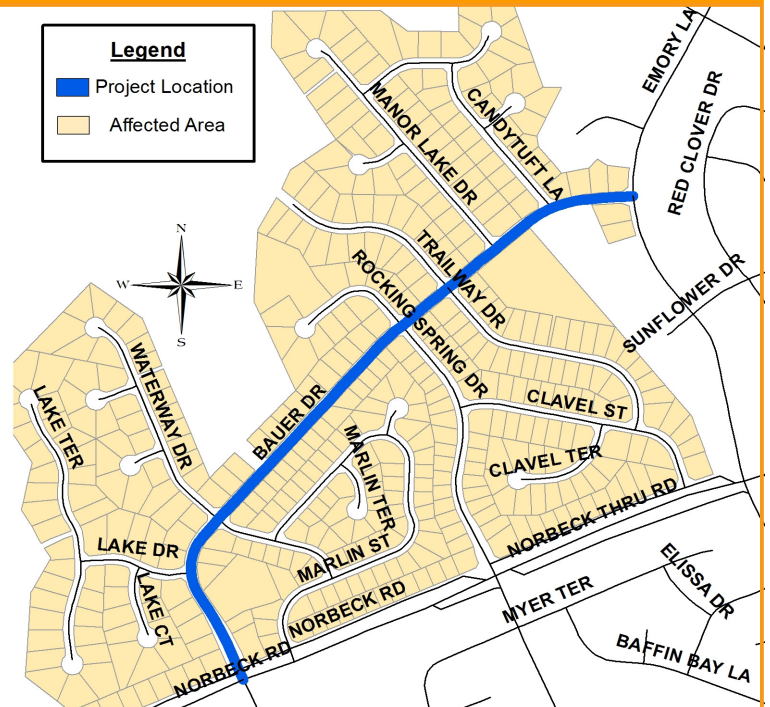 Legend
Project Location
Affected Area
EMORY LA
RED CLOVER DR
CANDYTUFT LA
MANOR LAKE DR
N
W
E
S
TRAILWAY DR
ROCKING SPRING DR
SUNFLOWER DR
WATERWAY DR
LAKE TER
BAUER DR
CLAVEL ST
MARLIN TER
CLAVEL TER
NORBECK THRU RD
LAKE DR
MARLIN ST
LAKE CT
NORBECK RD
MYER TER
ELISSA DR
NORBECK RD
BAFFIN BAY LA